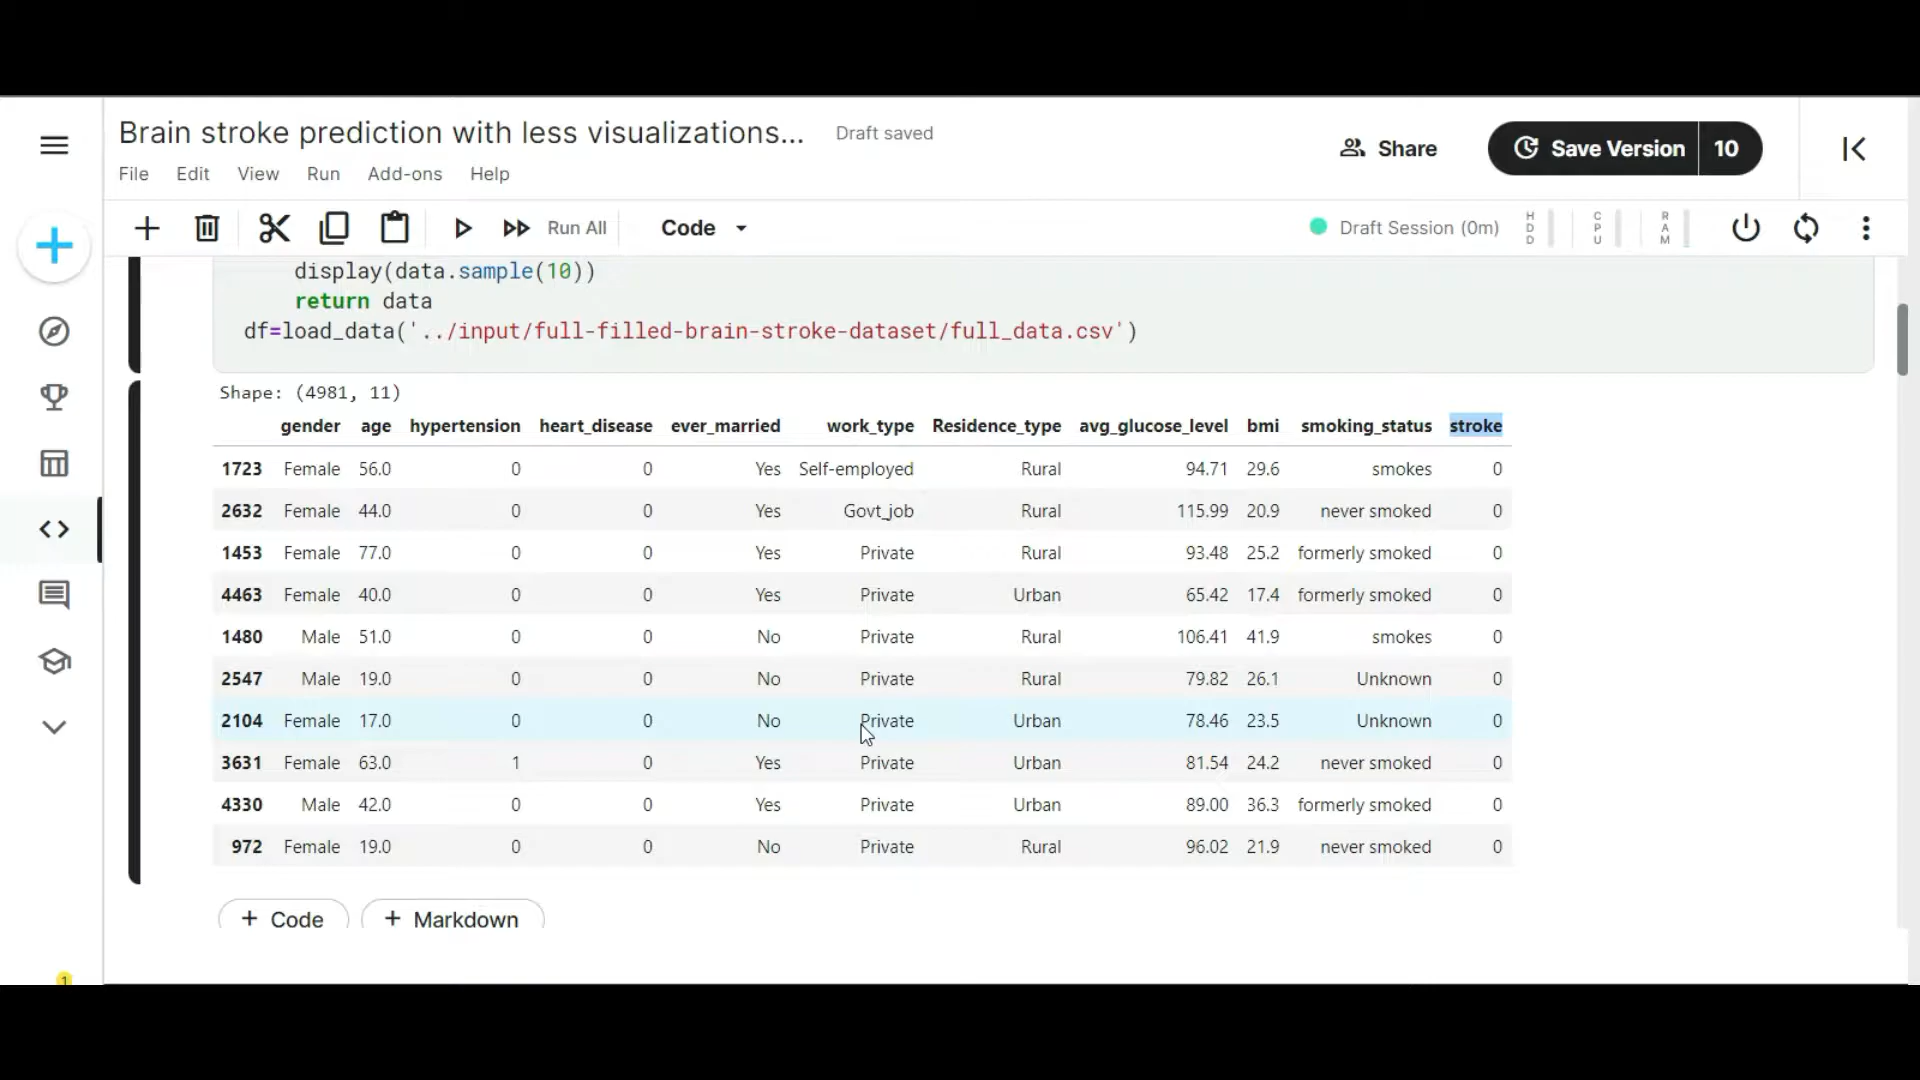 Brain stroke prediction with less visualizations... Draft saved
Share
Save Version 10
File Edit View Run Add-ons Help
Run All Code Draft Session (0m) HDD CPU RAM
display(data.sample(10))
return data
df=load_data('../input/full-filled-brain-stroke-dataset/full_data.csv')
Shape: (4981, 11)
gender age hypertension heart_disease ever_married work_type Residence_type avg_glucose_level bmi smoking_status stroke
1723 Female 56.0 0 0 Yes Self-employed Rural 94.71 29.6 smokes 0
2632 Female 44.0 0 0 Yes Govt_job Rural 115.99 20.9 never smoked 0
1453 Female 77.0 0 0 Yes Private Rural 93.48 25.2 formerly smoked 0
4463 Female 40.0 0 0 Yes Private Urban 65.42 17.4 formerly smoked 0
1480 Male 51.0 0 0 No Private Rural 106.41 41.9 smokes 0
2547 Male 19.0 0 0 No Private Rural 79.82 26.1 Unknown 0
2104 Female 17.0 0 0 No Private Urban 78.46 23.5 Unknown 0
3631 Female 63.0 1 0 Yes Private Urban 81.54 24.2 never smoked 0
4330 Male 42.0 0 0 Yes Private Urban 89.00 36.3 formerly smoked 0
972 Female 19.0 0 0 No Private Rural 96.02 21.9 never smoked 0
+ Code + Markdown
1